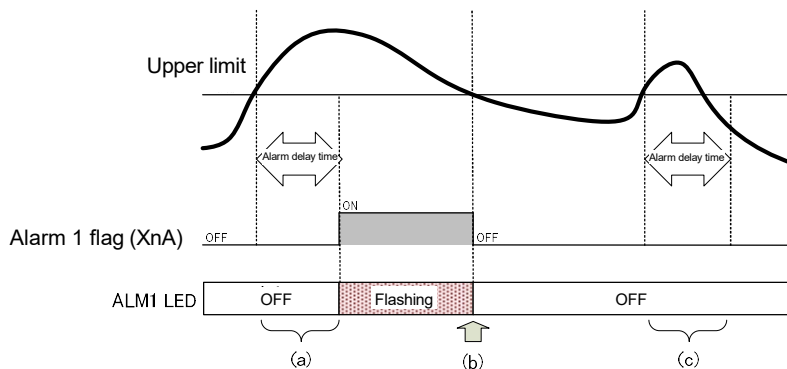 Upper limit
Alarm delay time
Alarm delay time
ON
Alarm 1 flag (XnA)
OFF
OFF
ALM1 LED
OFF
Flashing
OFF
(a)
(b)
(c)